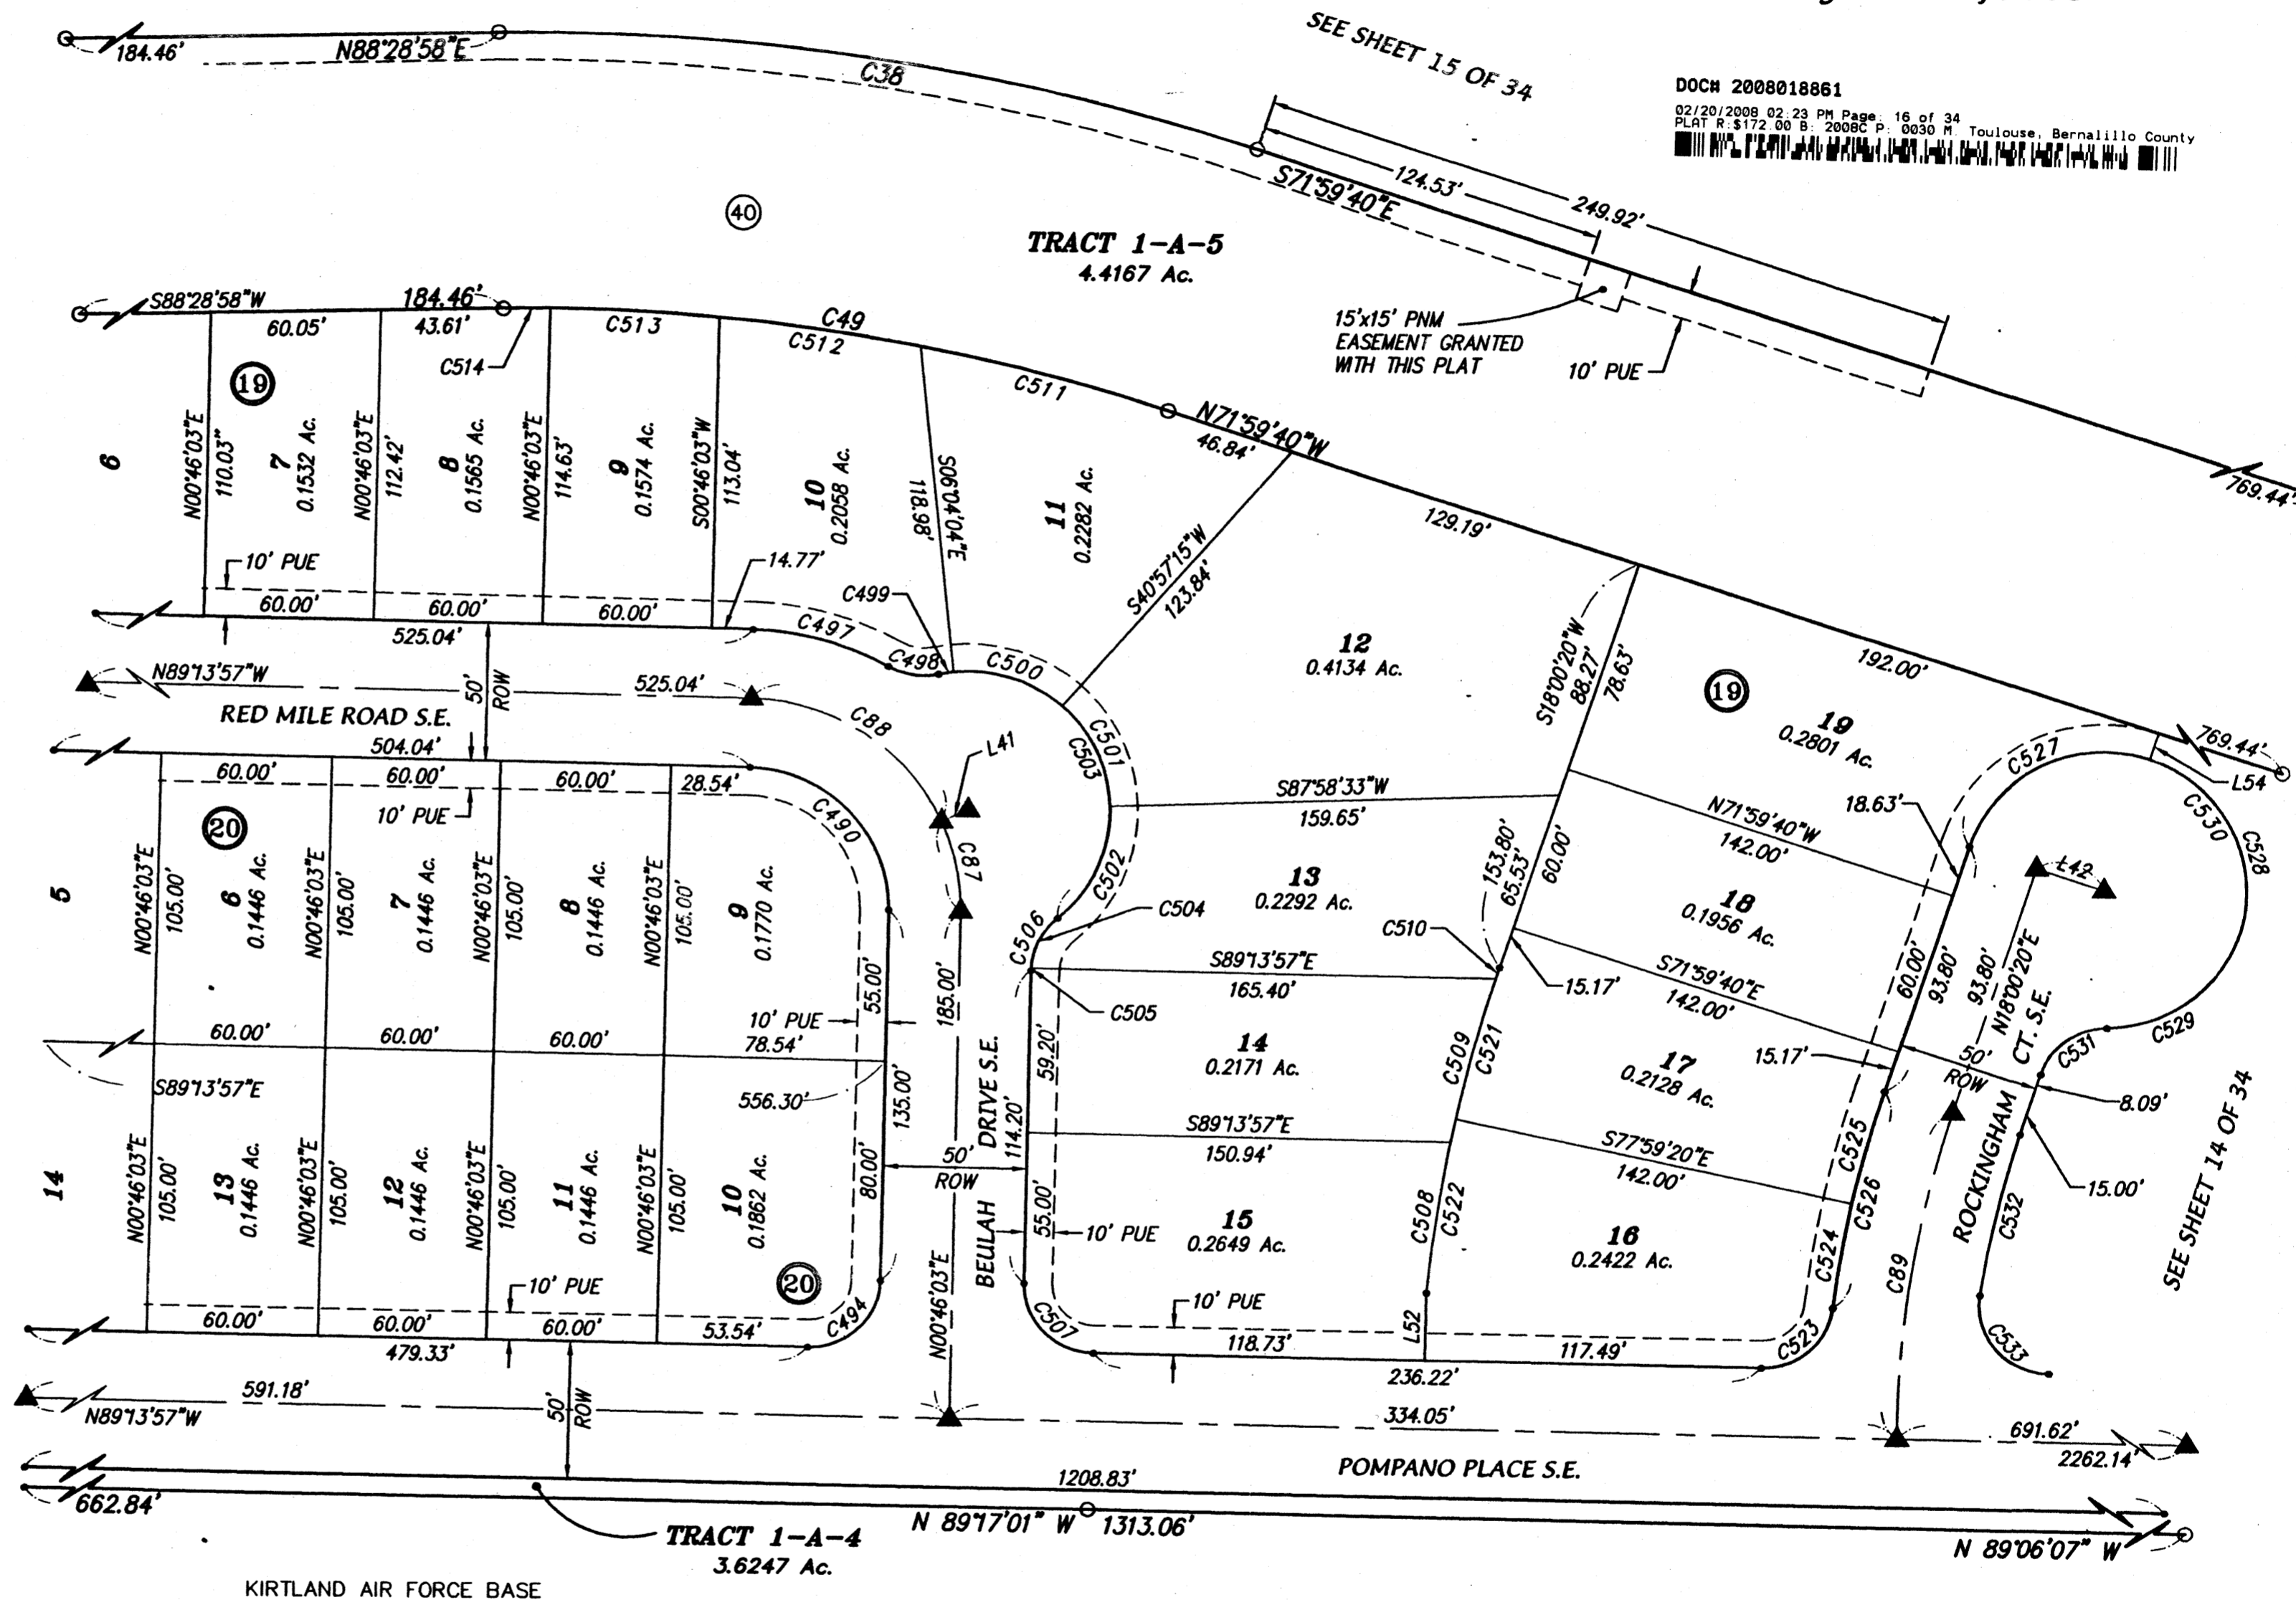 SEE SHEET 15 OF 34
DOC# 2008018861
02/20/2008 02:23 PM Page: 16 of 34
PLAT R:$172.00 B: 2008C P: 0030 M. Toulouse, Bernalillo County
184.46'
N88°28'58"E
C38
124.53'
249.92'
S71°59'40"E
40
TRACT 1-A-5
4.4167 Ac.
15'x15' PNM
EASEMENT GRANTED
WITH THIS PLAT
10' PUE
769.44'
S88°28'58"W
184.46'
60.05'
43.61'
C514
C513
C49
C512
C511
N71°59'40"W
46.84'
129.19'
192.00'
769.44'
19
6
N00°46'03"E
110.03"
7
0.1532 Ac.
N00°46'03"E
112.42'
8
0.1565 Ac.
N00°46'03"E
114.63'
9
0.1574 Ac.
S00°46'03"W
113.04'
10
0.2058 Ac.
S06°04'04"E
118.98'
11
0.2282 Ac.
S40°57'15"W
123.84'
10' PUE
60.00'
60.00'
60.00'
14.77'
525.04'
C497
C498
C499
C500
C501
C503
C502
12
0.4134 Ac.
S18°00'20"W
88.27'
78.63'
19
19
0.2801 Ac.
N89°13'57"W
525.04'
50'
ROW
RED MILE ROAD S.E.
C88
L41
C87
504.04'
60.00'
60.00'
60.00'
28.54'
10' PUE
C490
20
5
N00°46'03"E
105.00'
6
0.1446 Ac.
N00°46'03"E
105.00'
7
0.1446 Ac.
N00°46'03"E
105.00'
8
0.1446 Ac.
N00°46'03"E
105.00'
9
0.1770 Ac.
55.00'
10' PUE
60.00'
60.00'
60.00'
78.54'
S89°13'57"E
556.30'
135.00'
80.00'
14
N00°46'03"E
105.00'
13
0.1446 Ac.
N00°46'03"E
105.00'
12
0.1446 Ac.
N00°46'03"E
105.00'
11
0.1446 Ac.
N00°46'03"E
105.00'
10
0.1862 Ac.
20
10' PUE
60.00'
60.00'
60.00'
53.54'
C494
479.33'
185.00'
N00°46'03"E
BEULAH DRIVE S.E.
50'
ROW
C506
C504
C505
59.20'
114.20'
55.00'
10' PUE
C507
S87°58'33"W
159.65'
13
0.2292 Ac.
S89°13'57"E
165.40'
14
0.2171 Ac.
S89°13'57"E
150.94'
15
0.2649 Ac.
10' PUE
118.73'
236.22'
117.49'
L52
C508
C522
C509
C521
C510
153.80'
65.53'
60.00'
15.17'
N71°59'40"W
142.00'
18
0.1956 Ac.
S71°59'40"E
142.00'
17
0.2128 Ac.
S77°59'20"E
142.00'
16
0.2422 Ac.
C523
C524
C526
C525
15.17'
60.00'
93.80'
18.63'
C527
L54
C530
C528
L42
C529
C531
93.80'
N18°00'20"E
50'
ROW
ROCKINGHAM CT. S.E.
8.09'
15.00'
C532
C533
C89
SEE SHEET 14 OF 34
591.18'
N89°13'57"W
50'
ROW
334.05'
691.62'
2262.14'
POMPANO PLACE S.E.
1208.83'
662.84'
N 89°17'01" W 1313.06'
N 89°06'07" W
TRACT 1-A-4
3.6247 Ac.
KIRTLAND AIR FORCE BASE